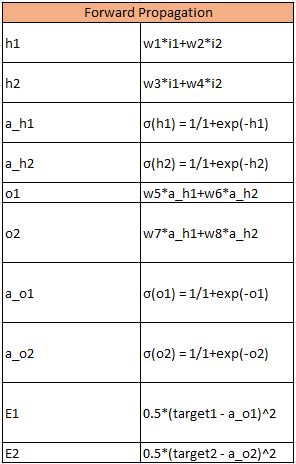 Forward Propagation
h1 w1*i1+w2*i2
h2 w3*i1+w4*i2
a_h1 σ(h1) = 1/1+exp(-h1)
a_h2 σ(h2) = 1/1+exp(-h2)
o1 w5*a_h1+w6*a_h2
o2 w7*a_h1+w8*a_h2
a_o1 σ(o1) = 1/1+exp(-o1)
a_o2 σ(o2) = 1/1+exp(-o2)
E1 0.5*(target1 - a_o1)^2
E2 0.5*(target2 - a_o2)^2